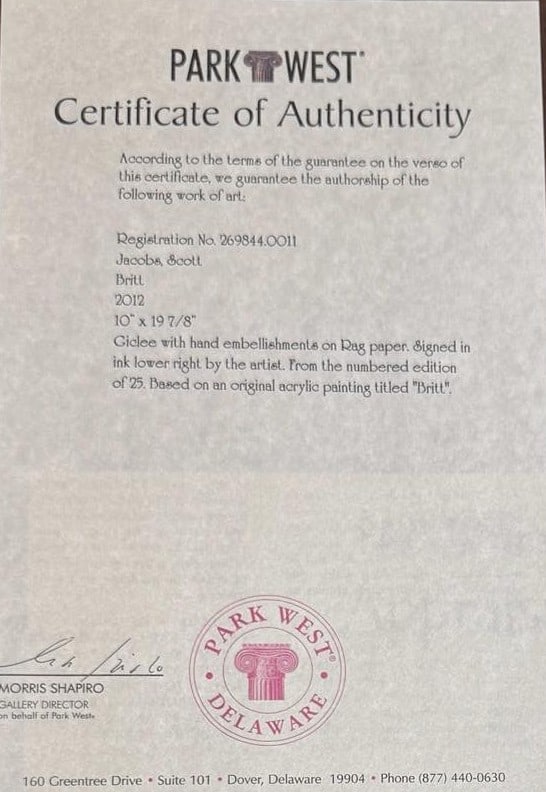 PARK WEST®
Certificate of Authenticity
According to the terms of the guarantee on the verso of
this certificate, we guarantee the authorship of the
following work of art:
Registration No. 269844.0011
Jacobs, Scott
Britt
2012
10" x 19 7/8"
Giclee with hand embellishments on Rag paper. Signed in
ink lower right by the artist. From the numbered edition
of 25. Based on an original acrylic painting titled "Britt".
MORRIS SHAPIRO
GALLERY DIRECTOR
on behalf of Park West®
PARK WEST®
DELAWARE
160 Greentree Drive • Suite 101 • Dover, Delaware 19904 • Phone (877) 440-0630